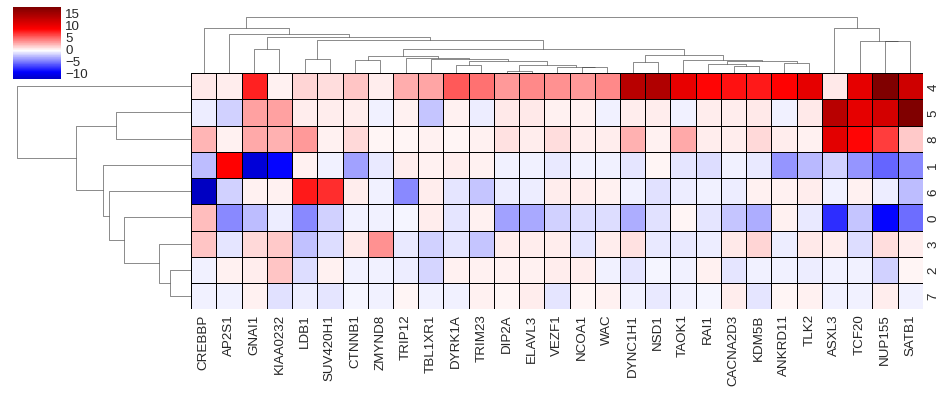 15
10
5
0
−5
−10
4
5
8
1
6
0
3
2
7
CREBBP
AP2S1
GNAI1
KIAA0232
LDB1
SUV420H1
CTNNB1
ZMYND8
TRIP12
TBL1XR1
DYRK1A
TRIM23
DIP2A
ELAVL3
VEZF1
NCOA1
WAC
DYNC1H1
NSD1
TAOK1
RAI1
CACNA2D3
KDM5B
ANKRD11
TLK2
ASXL3
TCF20
NUP155
SATB1